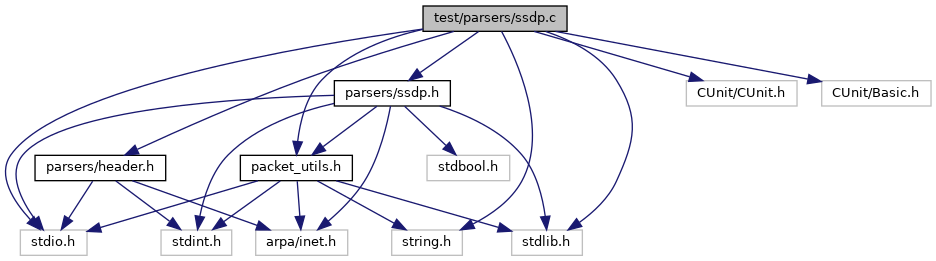 test/parsers/ssdp.c
parsers/ssdp.h
CUnit/CUnit.h
CUnit/Basic.h
parsers/header.h
packet_utils.h
stdbool.h
stdio.h
stdint.h
arpa/inet.h
string.h
stdlib.h